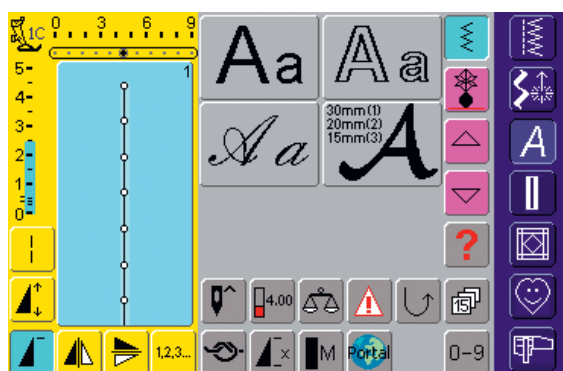 1C 0 3 6 9
5
4
3
2
1
0
1
Aa
Aa
Aa
30mm(1)
20mm(2)
15mm(3)
A
A
?
4.00
15
1,2,3...
x
M
Portal
0-9